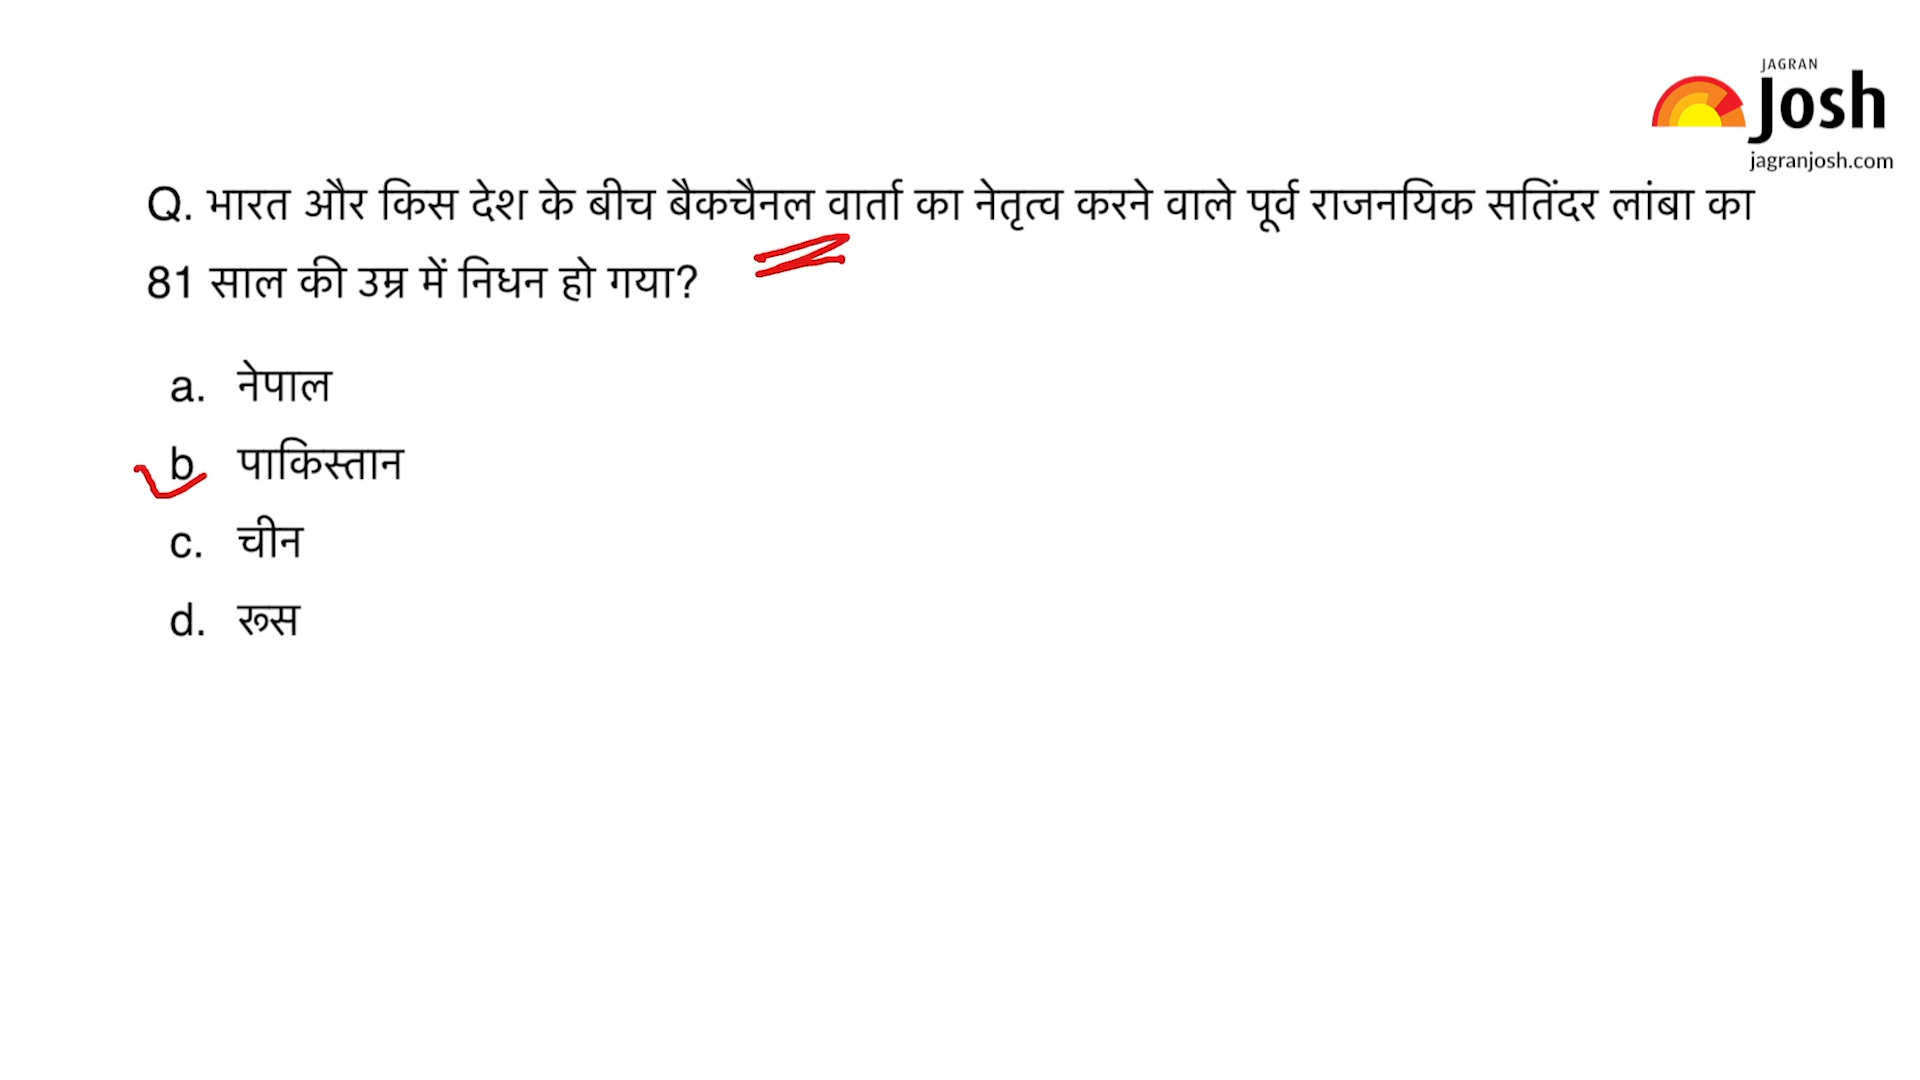 JAGRAN
Josh
jagranjosh.com
Q. भारत और किस देश के बीच बैकचैनल वार्ता का नेतृत्व करने वाले पूर्व राजनयिक सतिंदर लांबा का
81 साल की उम्र में निधन हो गया?
a. नेपाल
b. पाकिस्तान
c. चीन
d. रूस